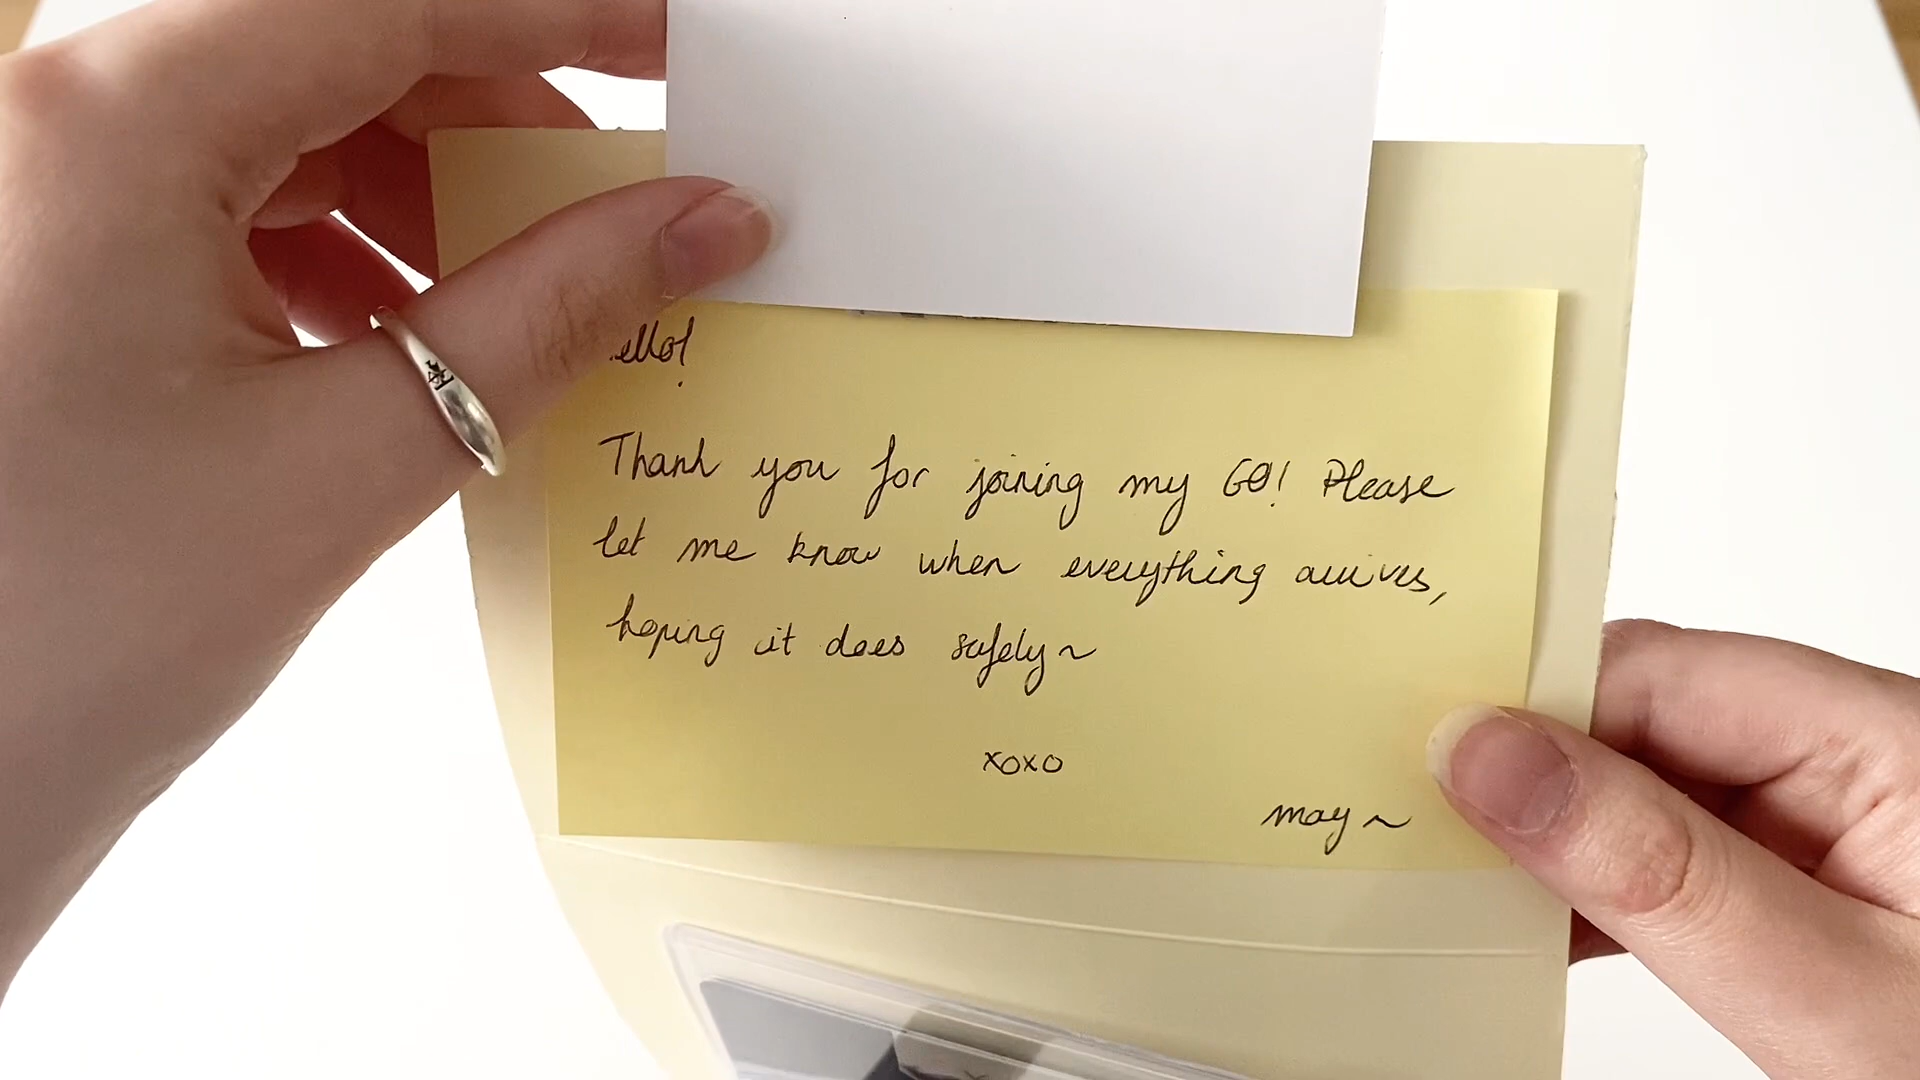 ello!
Thank you for joining my GO! Please
let me know when everything arrives,
hoping it does safely~
xoxo
may~